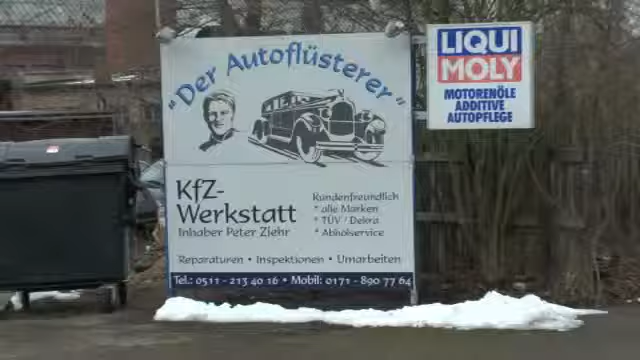 "Der Autoflüsterer"
KfZ-
Werkstatt
Inhaber Peter Ziehr
Kundenfreundlich
* alle Marken
* TÜV / Dekra
* Abholservice
Reparaturen • Inspektionen • Umarbeiten
Tel.: 0511 - 213 40 16 • Mobil: 0171 - 890 77 64
LIQUI
MOLY
MOTORENÖLE
ADDITIVE
AUTOPFLEGE